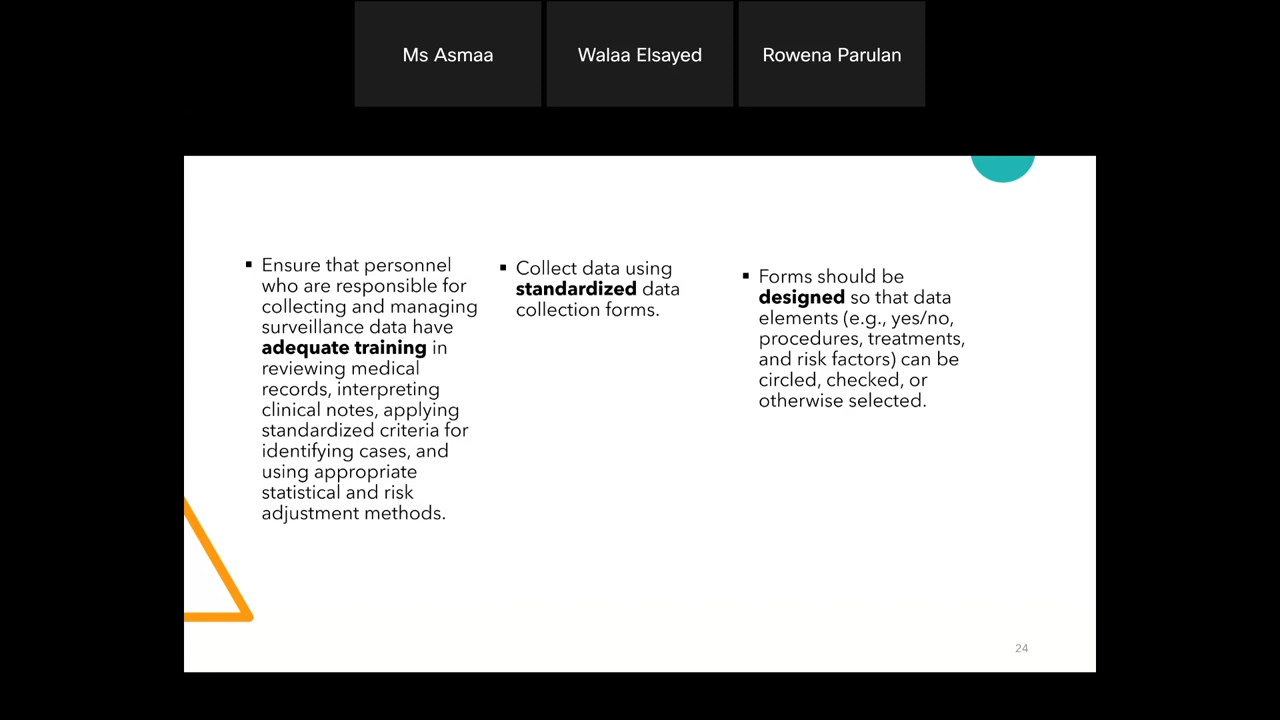 Ms Asmaa
Walaa Elsayed
Rowena Parulan
▪ Ensure that personnel
who are responsible for
collecting and managing
surveillance data have
adequate training in
reviewing medical
records, interpreting
clinical notes, applying
standardized criteria for
identifying cases, and
using appropriate
statistical and risk
adjustment methods.
▪ Collect data using
standardized data
collection forms.
▪ Forms should be
designed so that data
elements (e.g., yes/no,
procedures, treatments,
and risk factors) can be
circled, checked, or
otherwise selected.
24